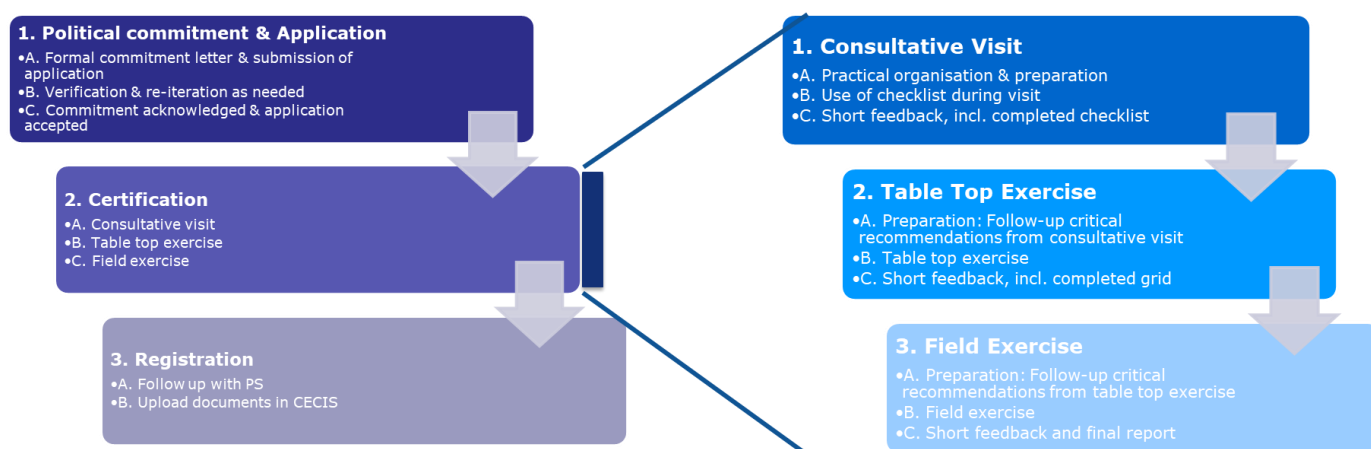 1. Political commitment & Application
•A. Formal commitment letter & submission of
application
•B. Verification & re-iteration as needed
•C. Commitment acknowledged & application
accepted
2. Certification
•A. Consultative visit
•B. Table top exercise
•C. Field exercise
3. Registration
•A. Follow up with PS
•B. Upload documents in CECIS
1. Consultative Visit
•A. Practical organisation & preparation
•B. Use of checklist during visit
•C. Short feedback, incl. completed checklist
2. Table Top Exercise
•A. Preparation: Follow-up critical
recommendations from consultative visit
•B. Table top exercise
•C. Short feedback, incl. completed grid
3. Field Exercise
•A. Preparation: Follow-up critical
recommendations from table top exercise
•B. Field exercise
•C. Short feedback and final report